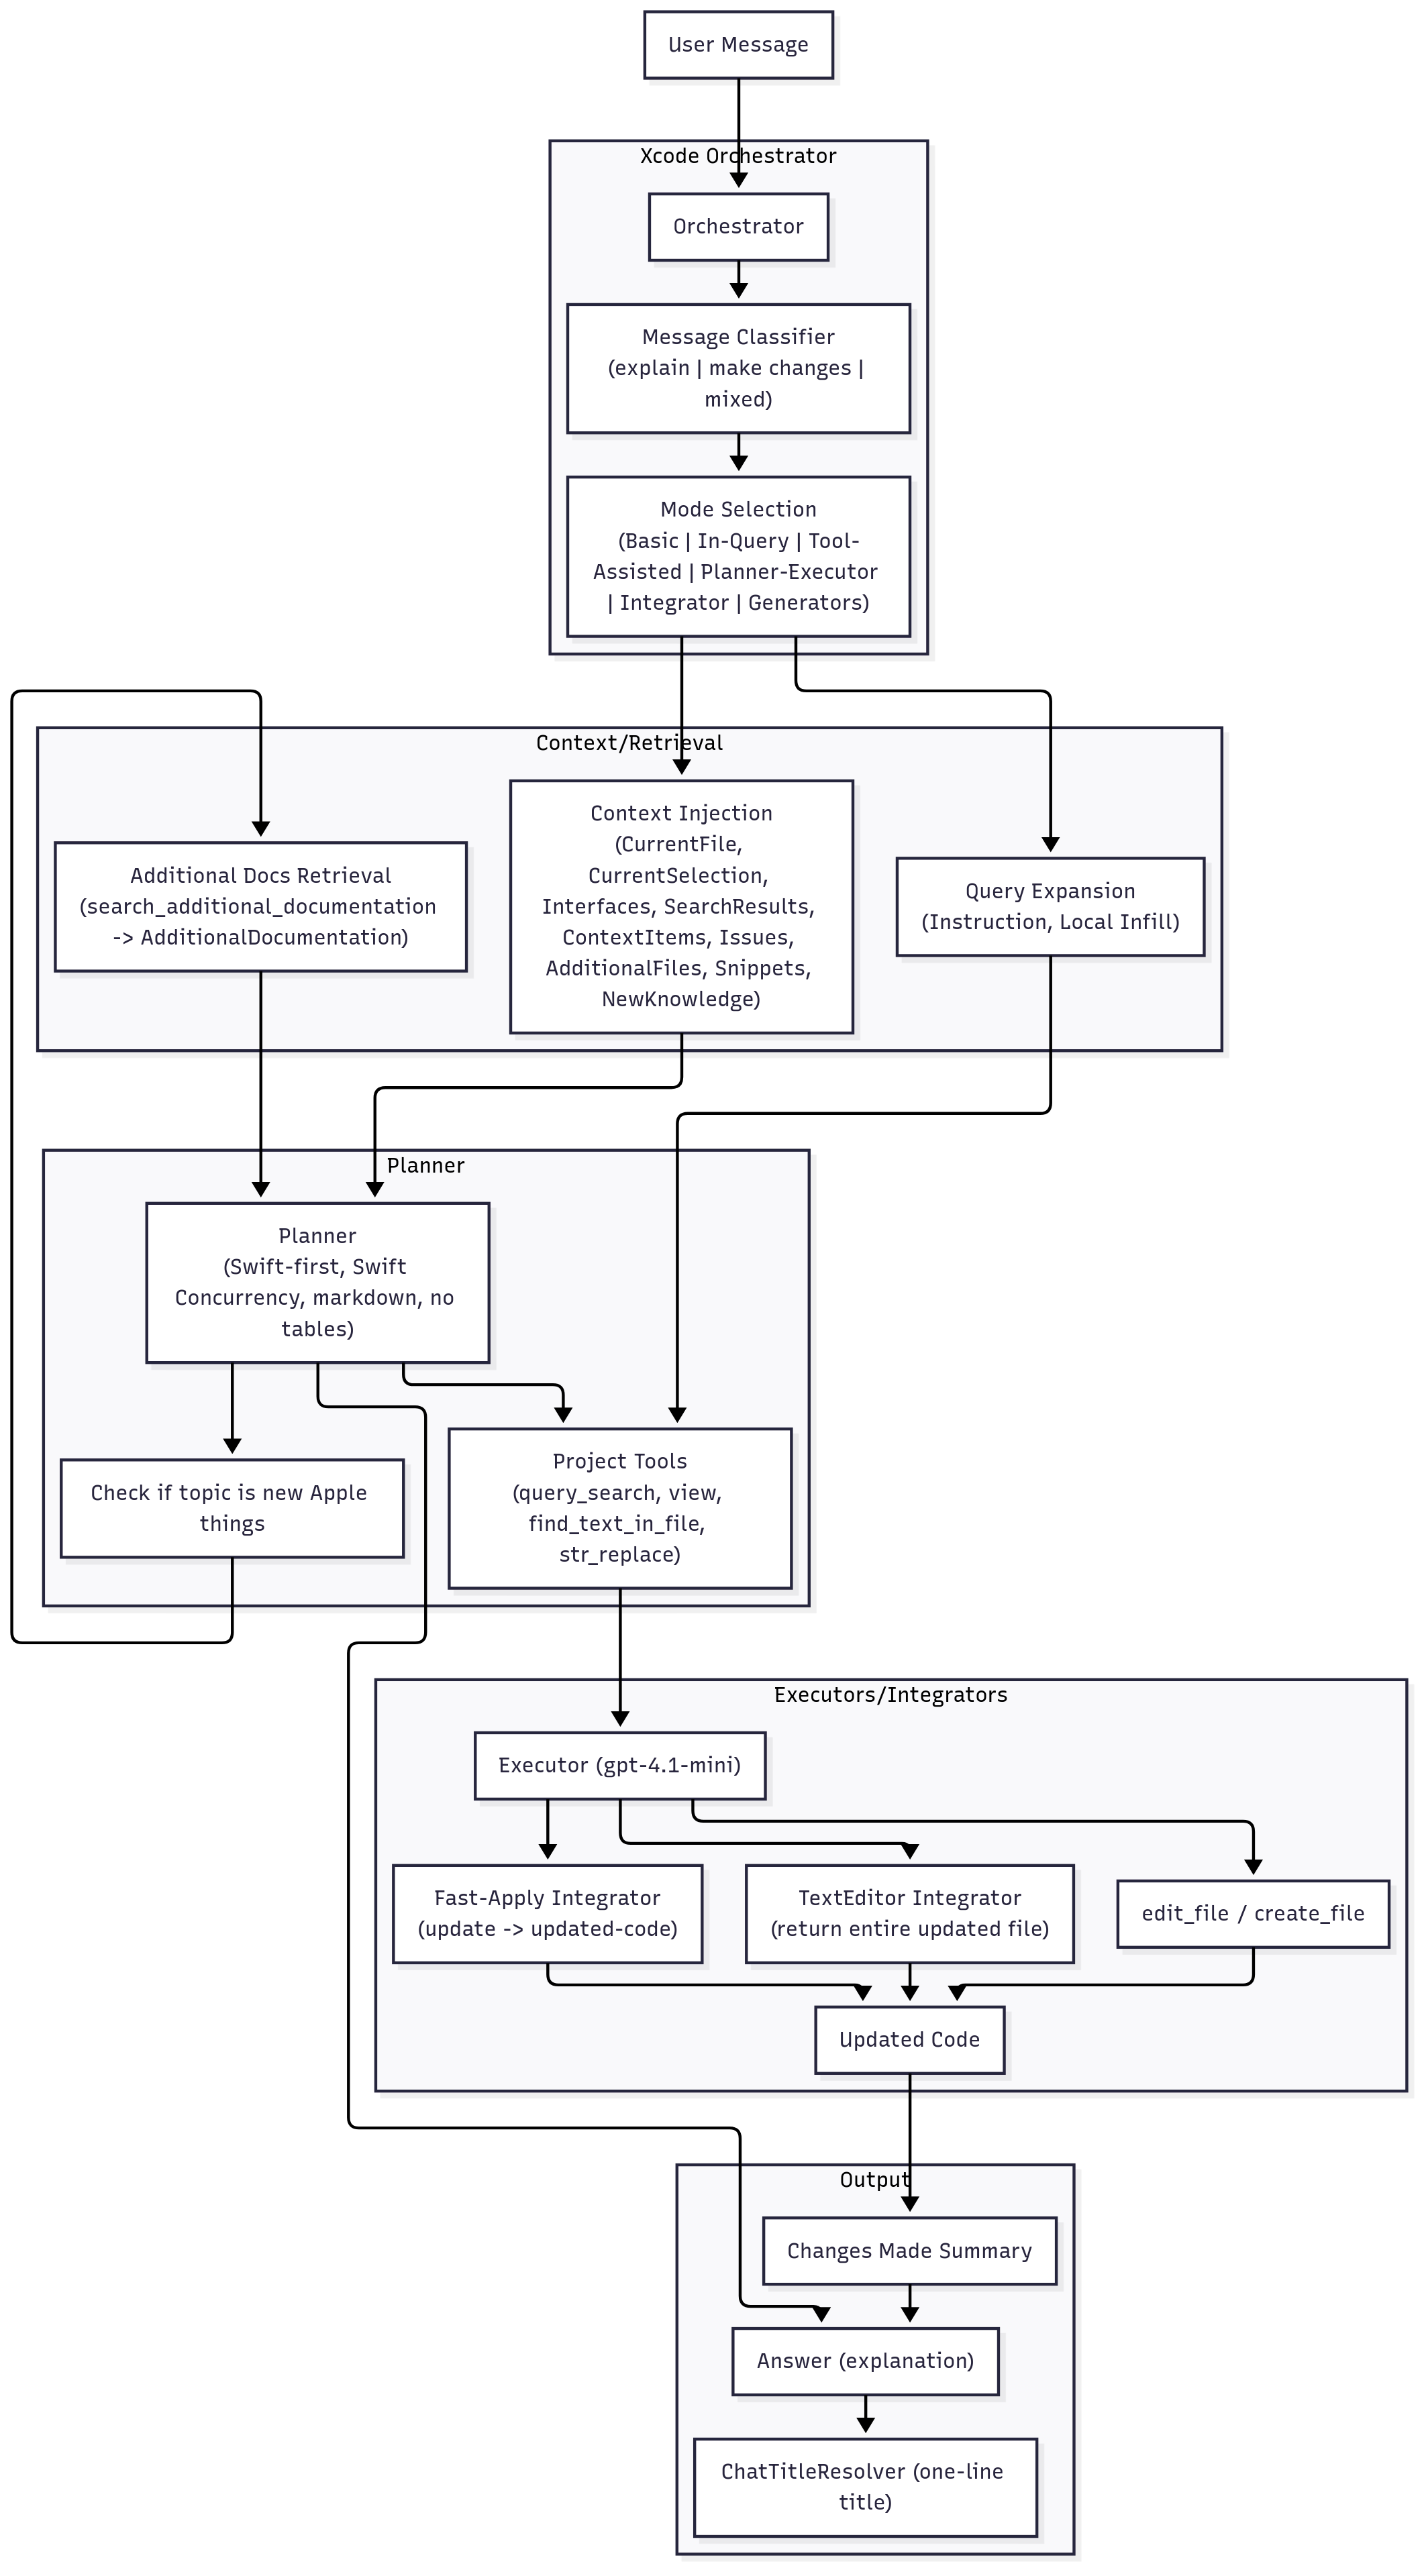 User Message
Xcode Orchestrator
Orchestrator
Message Classifier
(explain | make changes |
mixed)
Mode Selection
(Basic | In-Query | Tool-
Assisted | Planner-Executor
| Integrator | Generators)
Context/Retrieval
Additional Docs Retrieval
(search_additional_documentation
-> AdditionalDocumentation)
Context Injection
(CurrentFile,
CurrentSelection,
Interfaces, SearchResults,
ContextItems, Issues,
AdditionalFiles, Snippets,
NewKnowledge)
Query Expansion
(Instruction, Local Infill)
Planner
Planner
(Swift-first, Swift
Concurrency, markdown, no
tables)
Check if topic is new Apple
things
Project Tools
(query_search, view,
find_text_in_file,
str_replace)
Executors/Integrators
Executor (gpt-4.1-mini)
Fast-Apply Integrator
(update -> updated-code)
TextEditor Integrator
(return entire updated file)
edit_file / create_file
Updated Code
Output
Changes Made Summary
Answer (explanation)
ChatTitleResolver (one-line
title)